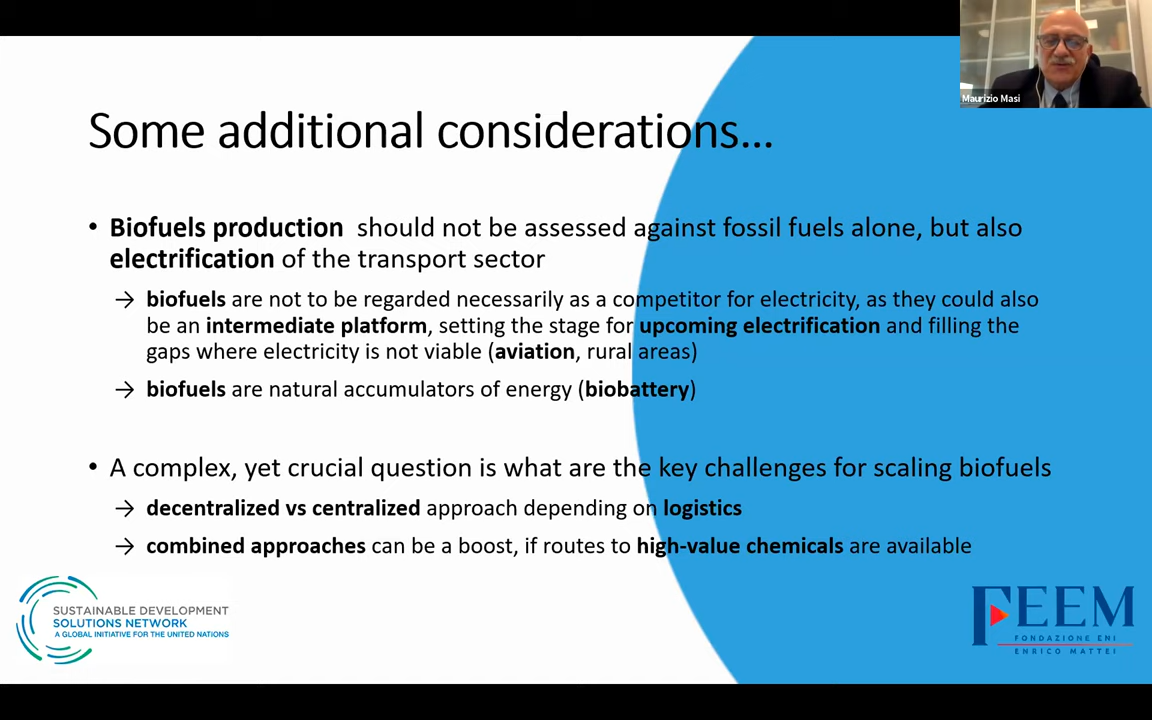 Maurizio Masi
Some additional considerations...
• Biofuels production should not be assessed against fossil fuels alone, but also
electrification of the transport sector
→ biofuels are not to be regarded necessarily as a competitor for electricity, as they could also
be an intermediate platform, setting the stage for upcoming electrification and filling the
gaps where electricity is not viable (aviation, rural areas)
→ biofuels are natural accumulators of energy (biobattery)
• A complex, yet crucial question is what are the key challenges for scaling biofuels
→ decentralized vs centralized approach depending on logistics
→ combined approaches can be a boost, if routes to high-value chemicals are available
SUSTAINABLE DEVELOPMENT
SOLUTIONS NETWORK
A GLOBAL INITIATIVE FOR THE UNITED NATIONS
FEEM
FONDAZIONE ENI
ENRICO MATTEI